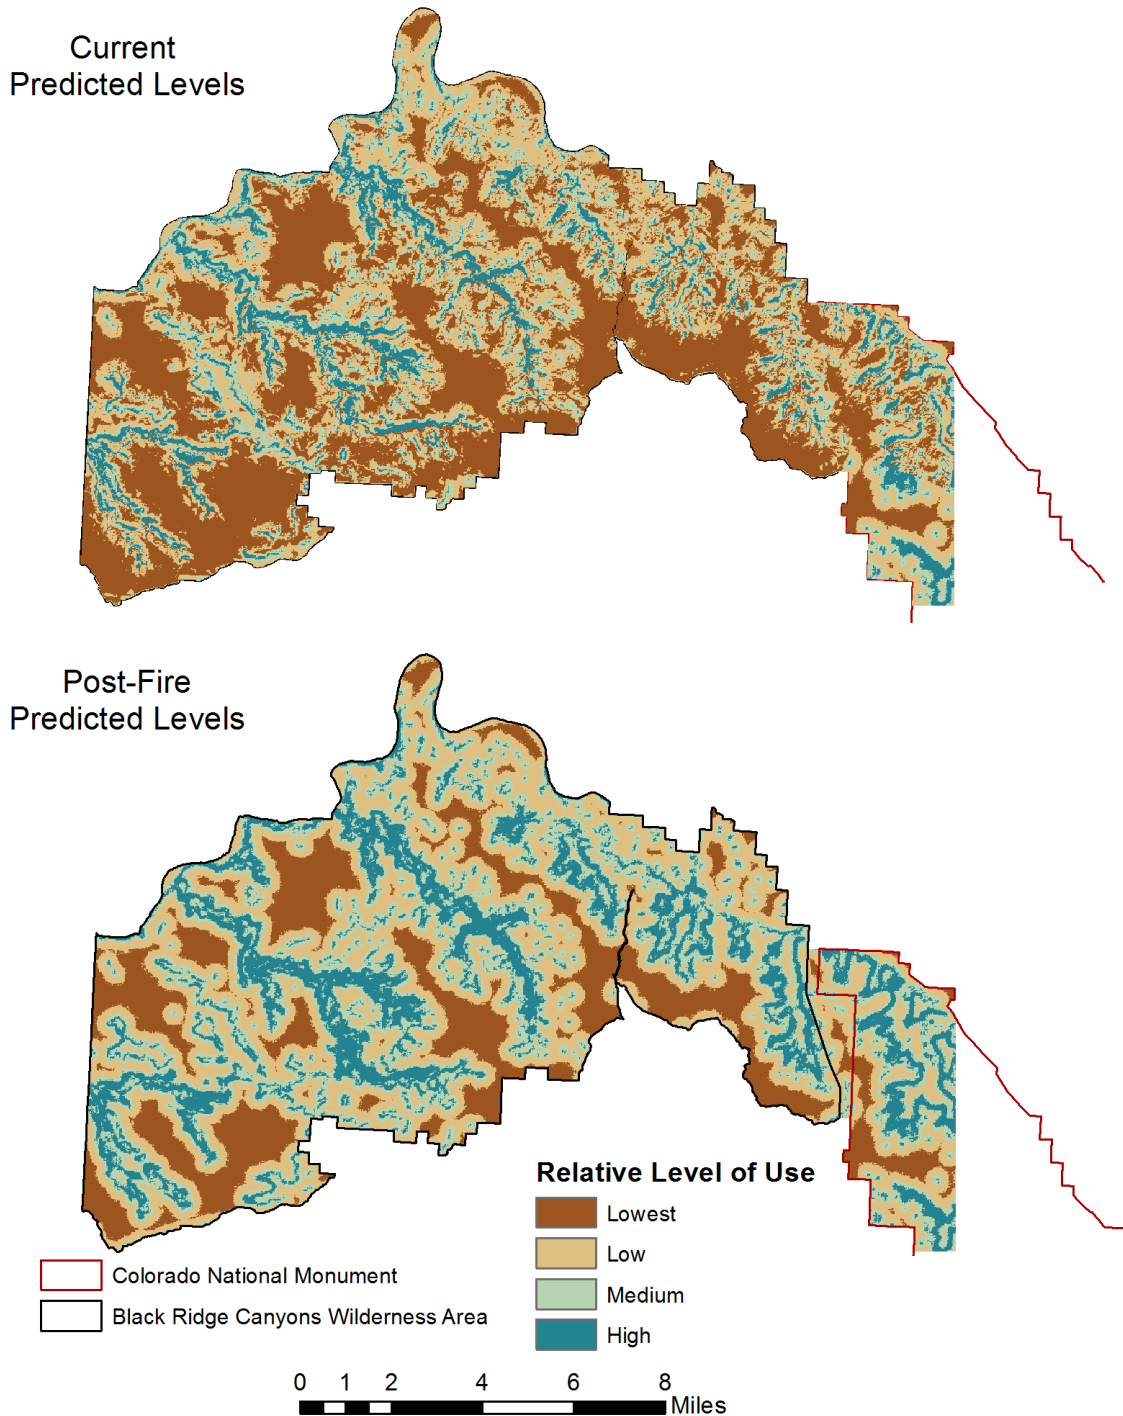 Current
Predicted Levels
Post-Fire
Predicted Levels
Relative Level of Use
Lowest
Low
Medium
High
Colorado National Monument
Black Ridge Canyons Wilderness Area
0 1 2 4 6 8
Miles